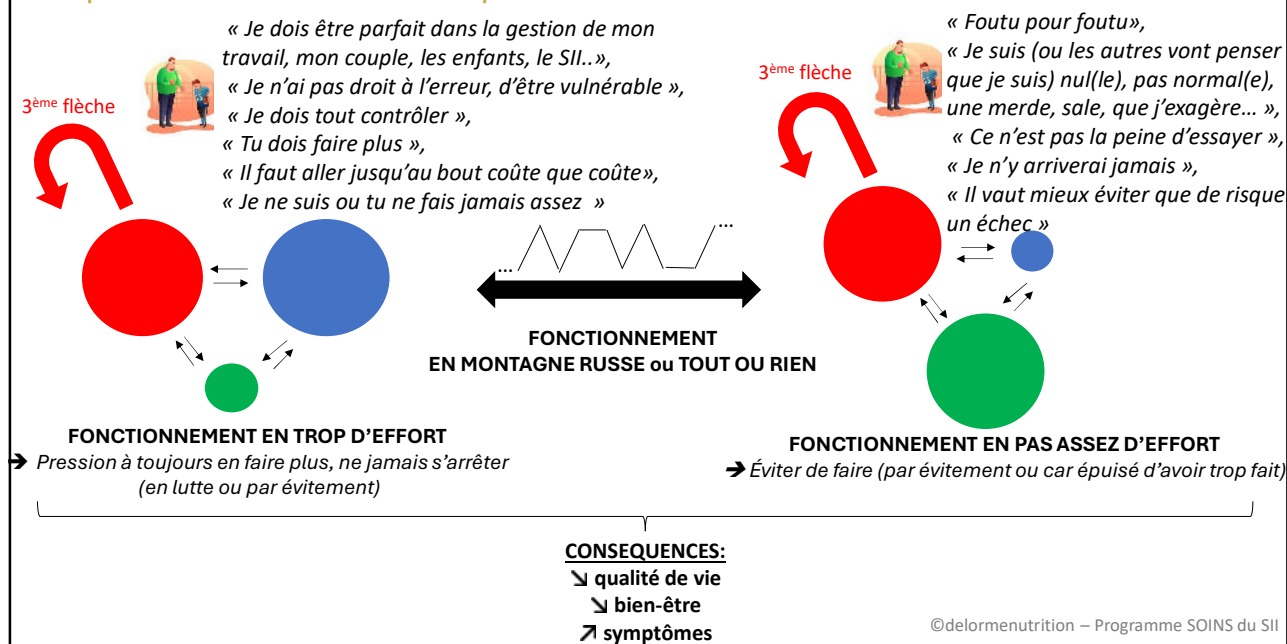 « Je dois être parfait dans la gestion de mon
travail, mon couple, les enfants, le SII..»,
« Je n'ai pas droit à l'erreur, d'être vulnérable »,
« Je dois tout contrôler »,
« Tu dois faire plus »,
« Il faut aller jusqu'au bout coûte que coûte»,
« Je ne suis ou tu ne fais jamais assez »
3ème flèche
« Foutu pour foutu»,
« Je suis (ou les autres vont penser
que je suis) nul(le), pas normal(e),
une merde, sale, que j'exagère… »,
« Ce n'est pas la peine d'essayer »,
« Je n'y arriverai jamais »,
« Il vaut mieux éviter que de risque
un échec »
3ème flèche
...
...
FONCTIONNEMENT
EN MONTAGNE RUSSE ou TOUT OU RIEN
FONCTIONNEMENT EN TROP D'EFFORT
➔ Pression à toujours en faire plus, ne jamais s'arrêter
(en lutte ou par évitement)
FONCTIONNEMENT EN PAS ASSEZ D'EFFORT
➔ Éviter de faire (par évitement ou car épuisé d'avoir trop fait)
CONSEQUENCES:
↘ qualité de vie
↘ bien-être
↗ symptômes
©delormenutrition – Programme SOINS du SII